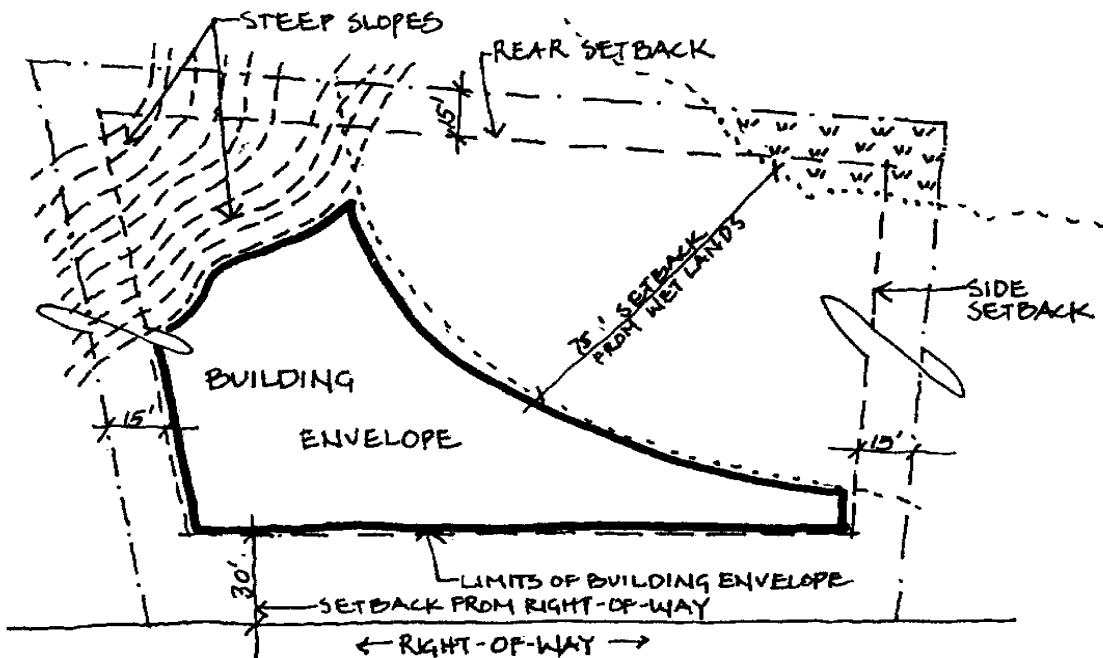 STEEP SLOPES
REAR SETBACK
15'
75' SETBACK
FROM WETLANDS
SIDE
SETBACK
BUILDING
ENVELOPE
15'
15'
30'
LIMITS OF BUILDING ENVELOPE
SETBACK FROM RIGHT-OF-WAY
RIGHT-OF-WAY